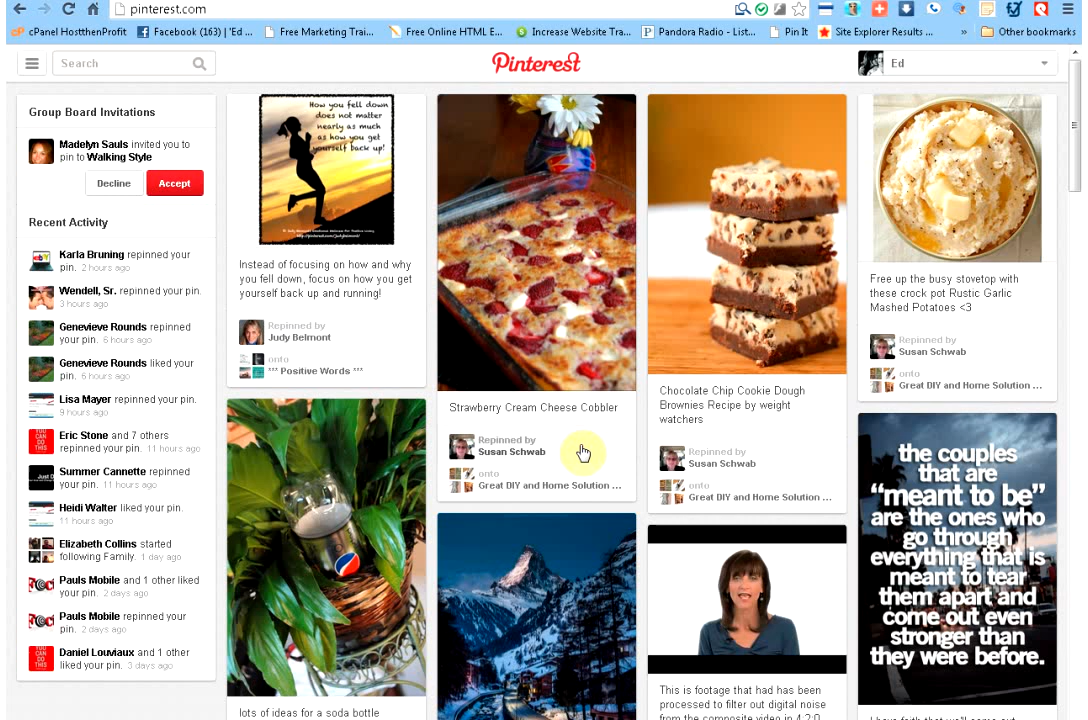 pinterest.com
cPanel HostthenProfit
Facebook (163) | 'Ed ...
Free Marketing Trai...
Free Online HTML E...
Increase Website Tra...
Pandora Radio - List...
Pin It
Site Explorer Results ...
»
Other bookmarks
Search
Pinterest
Ed
Group Board Invitations
Madelyn Sauls invited you
to pin to Walking Style
Decline
Accept
Recent Activity
Karla Bruning repinned your
pin. 2 hours ago
Wendell, Sr. repinned your pin.
3 hours ago
Genevieve Rounds repinned
your pin. 6 hours ago
Genevieve Rounds liked your
pin. 6 hours ago
Lisa Mayer repinned your pin.
9 hours ago
Eric Stone and 7 others
repinned your pin. 11 hours ago
Summer Cannette repinned
your pin. 11 hours ago
Heidi Walter liked your pin.
11 hours ago
Elizabeth Collins started
following Family. 1 day ago
Pauls Mobile and 1 other liked
your pin. 2 days ago
Pauls Mobile repinned your
pin. 2 days ago
Daniel Louviaux and 1 other
liked your pin. 3 days ago
How you fell down
does not matter
nearly as much
as how you get
yourself back up!
Instead of focusing on how and why
you fell down, focus on how you get
yourself back up and running!
Repinned by
Judy Belmont
onto
*** Positive Words ***
lots of ideas for a soda bottle
Strawberry Cream Cheese Cobbler
Repinned by
Susan Schwab
onto
Great DIY and Home Solution ...
Chocolate Chip Cookie Dough
Brownies Recipe by weight
watchers
Repinned by
Susan Schwab
onto
Great DIY and Home Solution ...
This is footage that had has been
processed to filter out digital noise
from the composite video in 4.2:0
Free up the busy stovetop with
these crock pot Rustic Garlic
Mashed Potatoes <3
Repinned by
Susan Schwab
onto
Great DIY and Home Solution ...
the couples
that are
“meant to be”
are the ones who
go through
everything that is
meant to tear
them apart and
come out even
stronger than
they were before.
I have faith that we'll come out